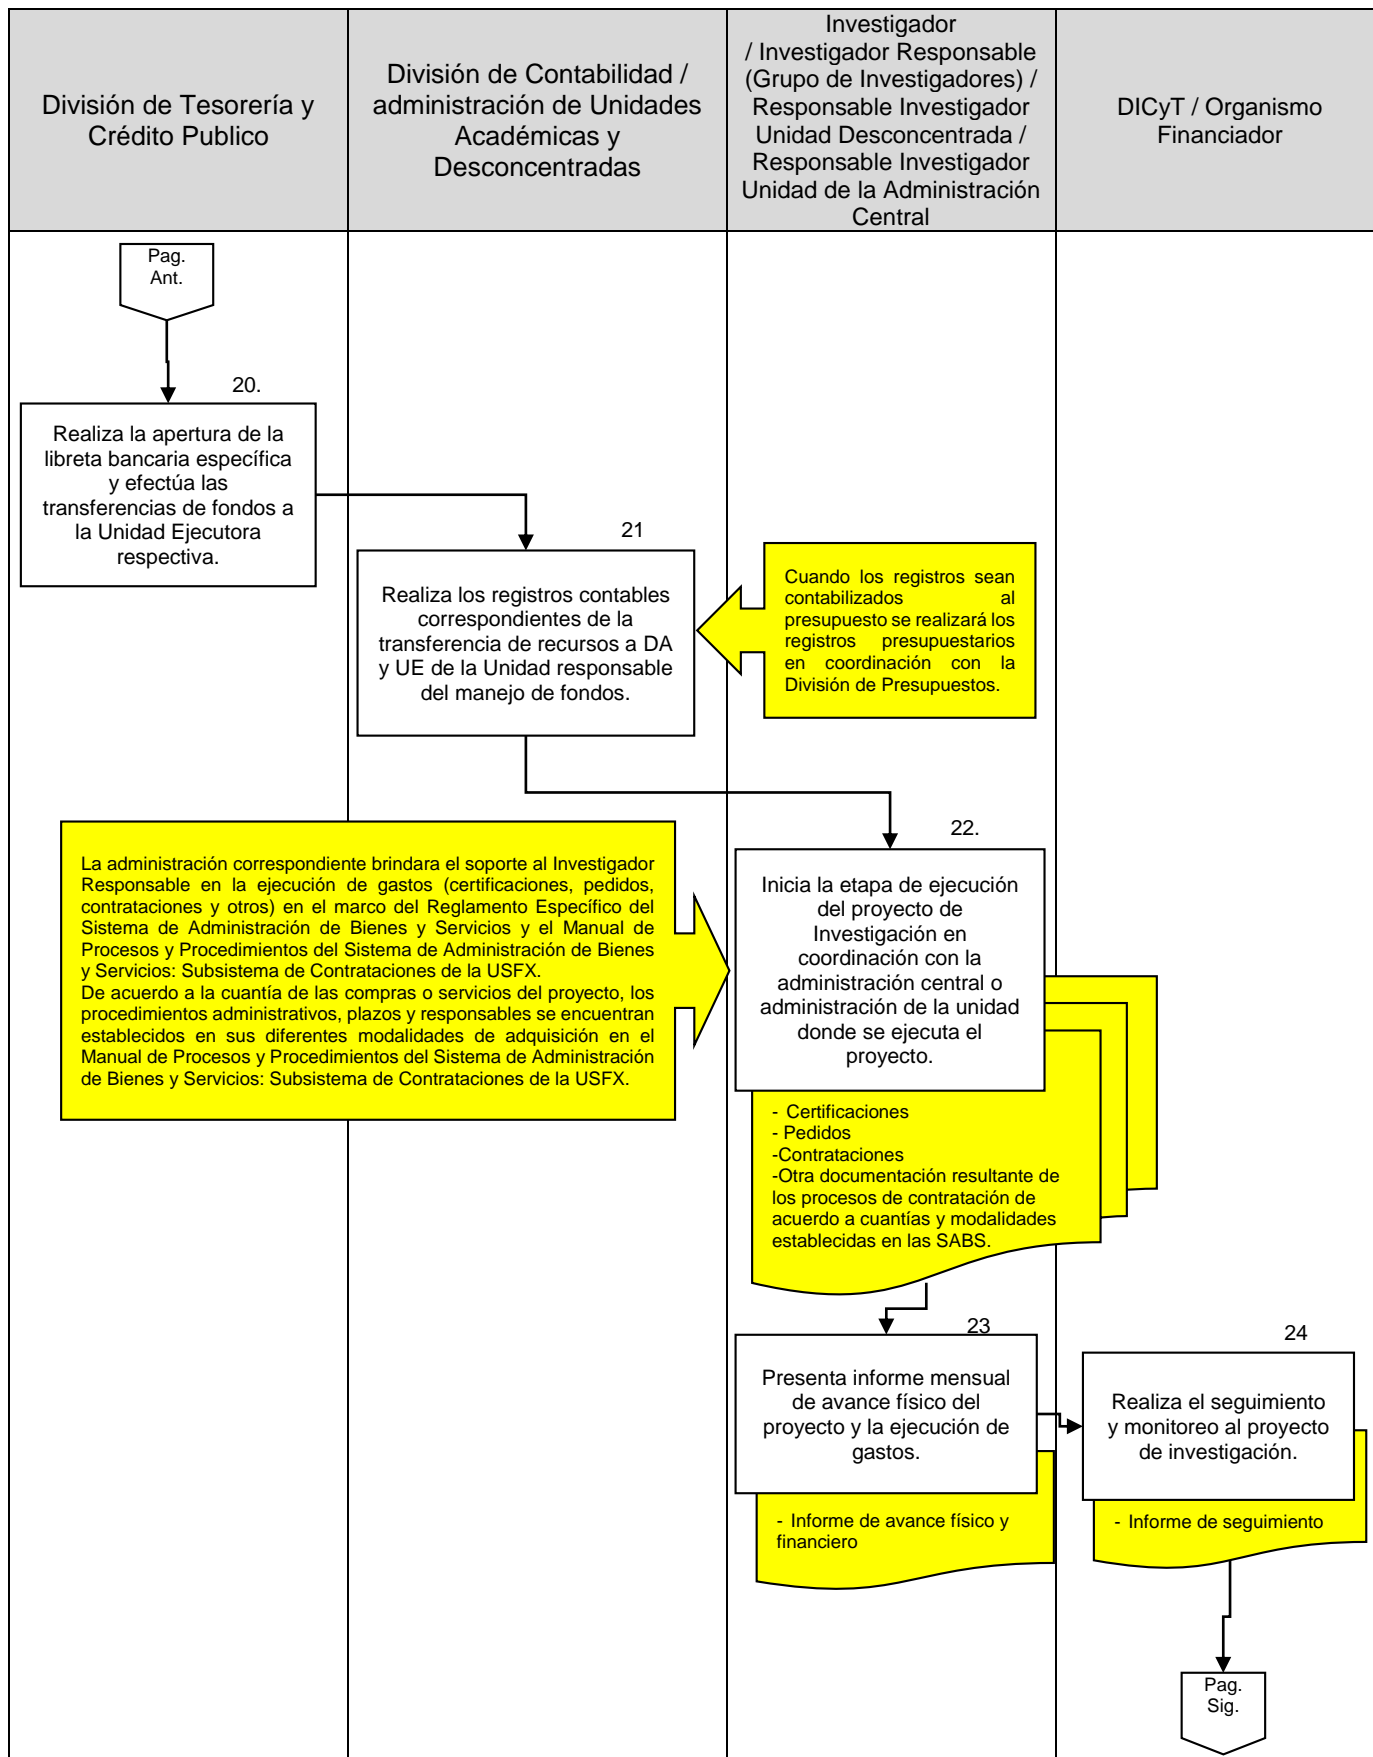 División de Tesorería y
Crédito Publico
División de Contabilidad /
administración de Unidades
Académicas y
Desconcentradas
Investigador
/ Investigador Responsable
(Grupo de Investigadores) /
Responsable Investigador
Unidad Desconcentrada /
Responsable Investigador
Unidad de la Administración
Central
DICyT / Organismo
Financiador
Pag.
Ant.
20.
Realiza la apertura de la
libreta bancaria específica
y efectúa las
transferencias de fondos a
la Unidad Ejecutora
respectiva.
21
Realiza los registros contables
correspondientes de la
transferencia de recursos a DA
y UE de la Unidad responsable
del manejo de fondos.
Cuando los registros sean
contabilizados al
presupuesto se realizará los
registros presupuestarios
en coordinación con la
División de Presupuestos.
La administración correspondiente brindara el soporte al Investigador
Responsable en la ejecución de gastos (certificaciones, pedidos,
contrataciones y otros) en el marco del Reglamento Específico del
Sistema de Administración de Bienes y Servicios y el Manual de
Procesos y Procedimientos del Sistema de Administración de Bienes
y Servicios: Subsistema de Contrataciones de la USFX.
De acuerdo a la cuantía de las compras o servicios del proyecto, los
procedimientos administrativos, plazos y responsables se encuentran
establecidos en sus diferentes modalidades de adquisición en el
Manual de Procesos y Procedimientos del Sistema de Administración
de Bienes y Servicios: Subsistema de Contrataciones de la USFX.
22.
Inicia la etapa de ejecución
del proyecto de
Investigación en
coordinación con la
administración central o
administración de la unidad
donde se ejecuta el
proyecto.
- Certificaciones
- Pedidos
-Contrataciones
-Otra documentación resultante de
los procesos de contratación de
acuerdo a cuantías y modalidades
establecidas en las SABS.
23
Presenta informe mensual
de avance físico del
proyecto y la ejecución de
gastos.
- Informe de avance físico y
financiero
24
Realiza el seguimiento
y monitoreo al proyecto
de investigación.
- Informe de seguimiento
Pag.
Sig.